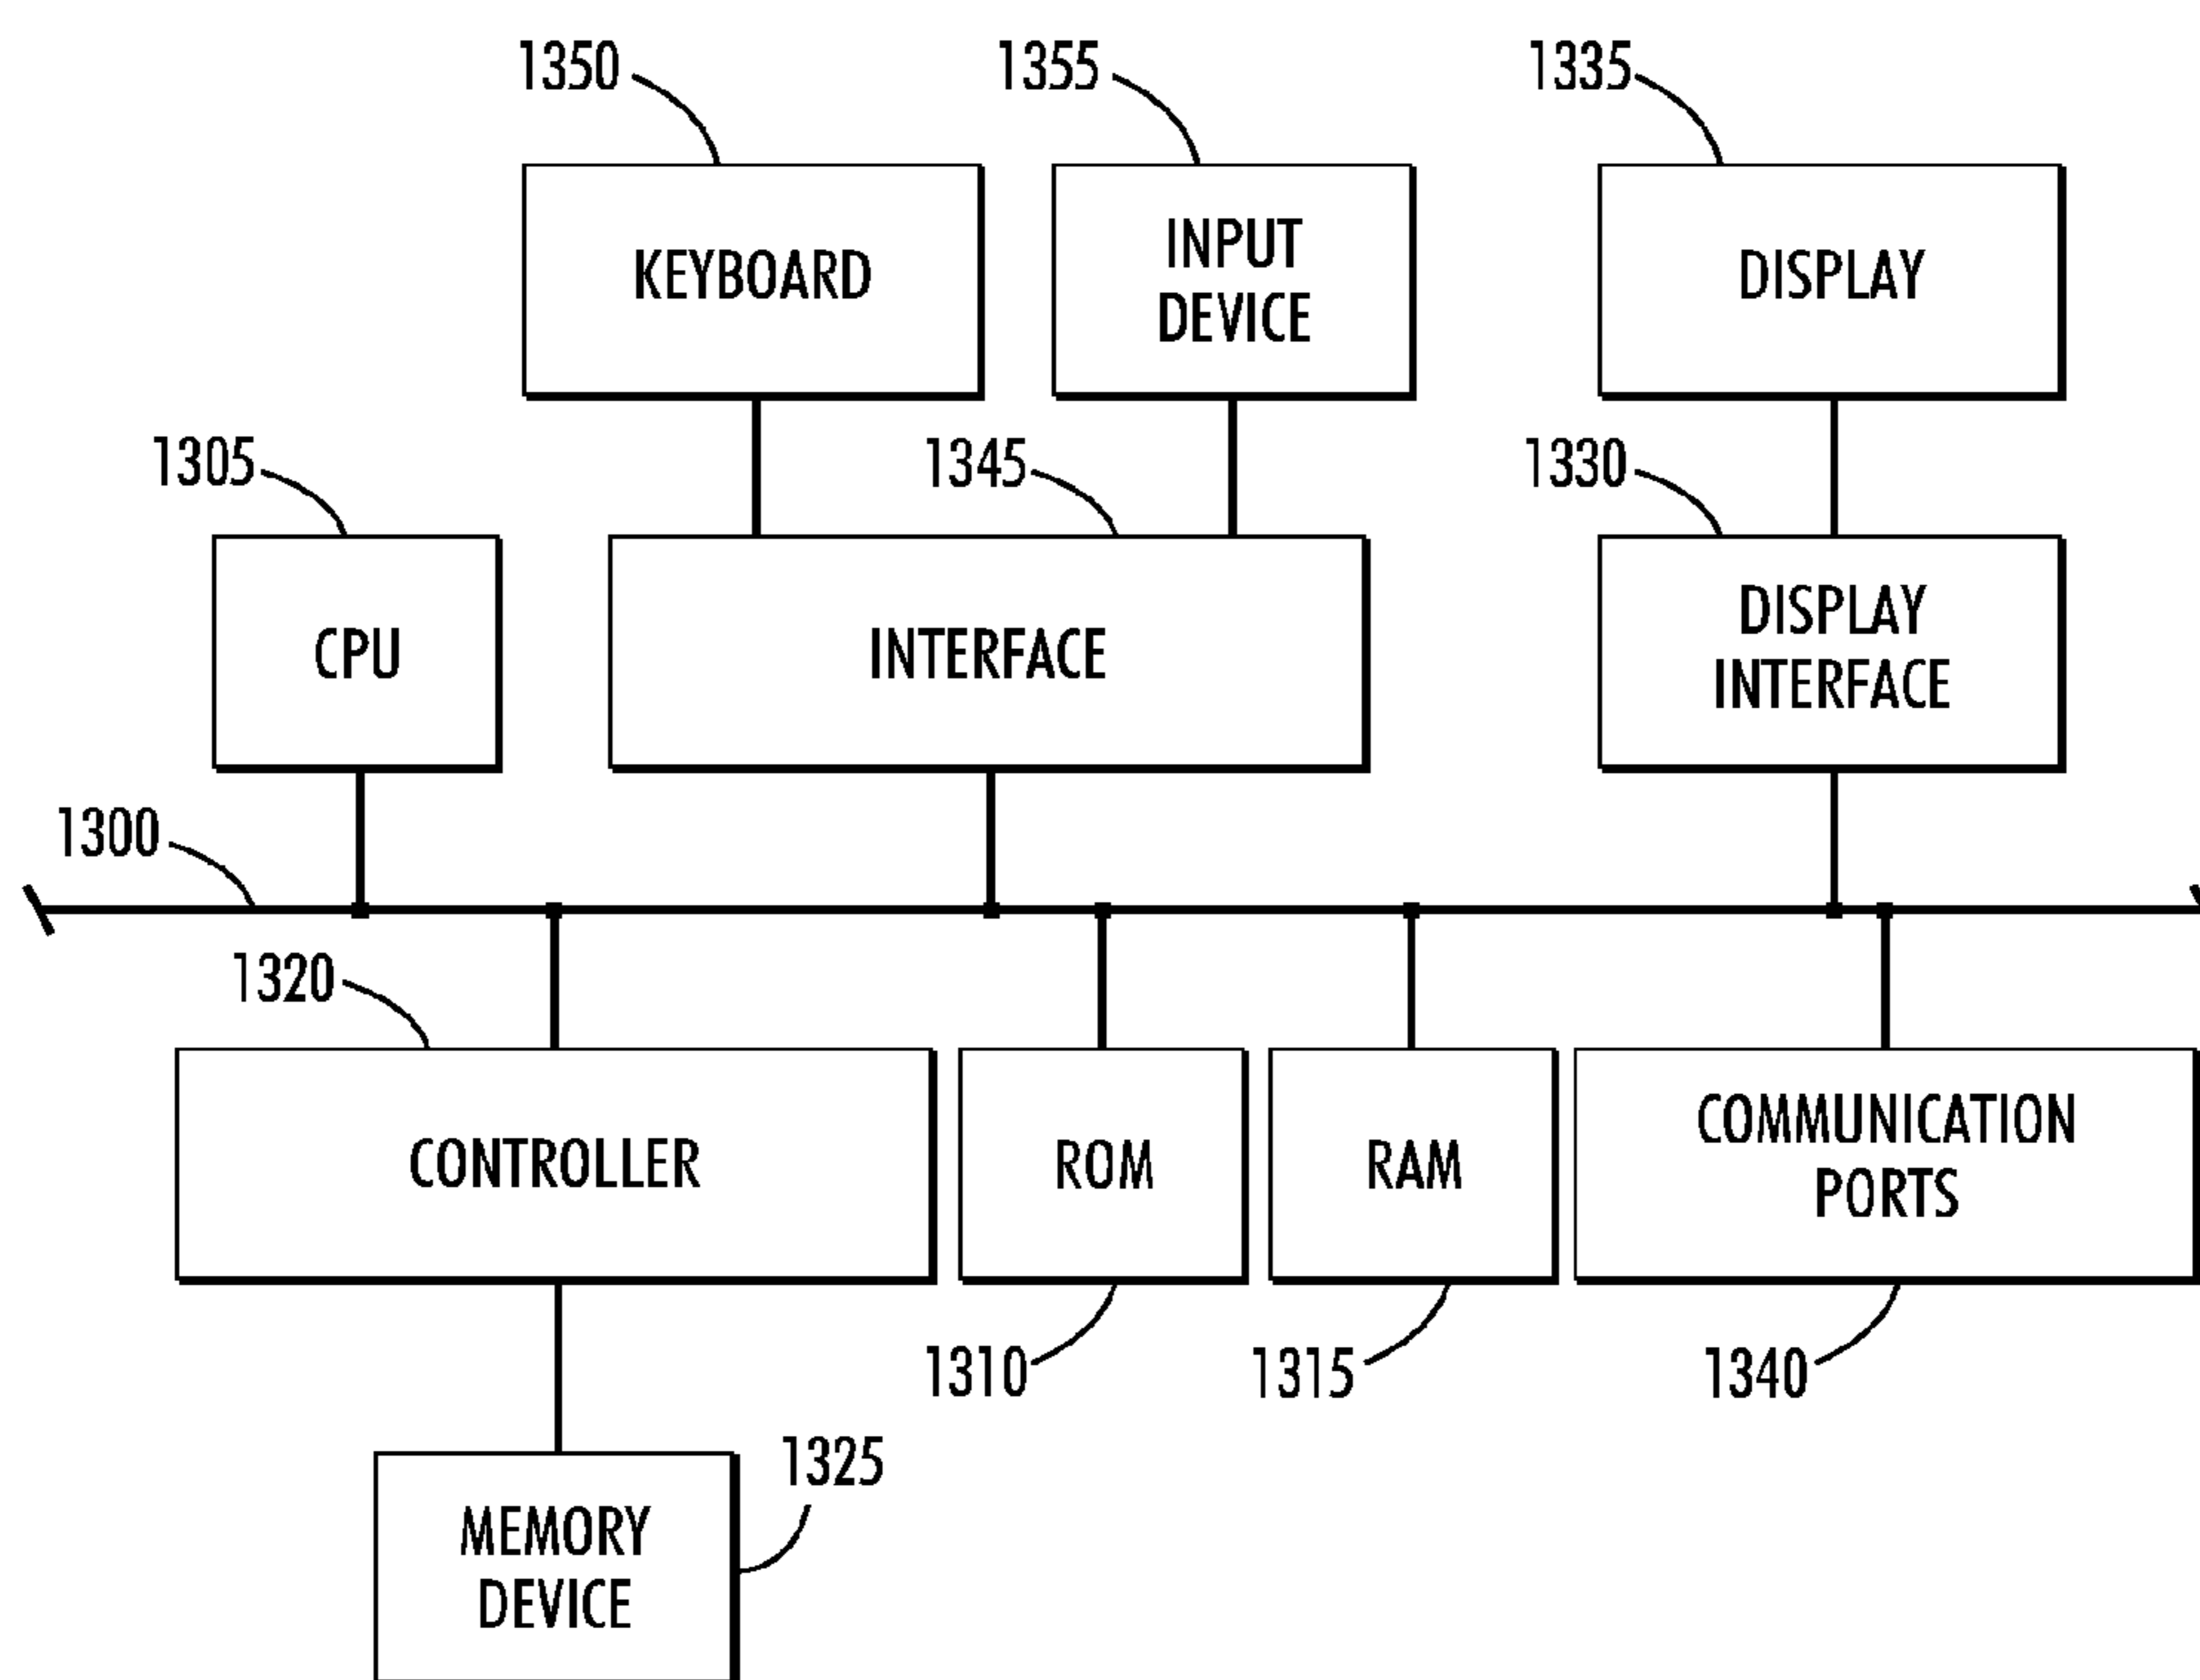 1350
1355
1335
KEYBOARD
INPUT
DEVICE
DISPLAY
1305
1345
1330
CPU
INTERFACE
DISPLAY
INTERFACE
1300
1320
CONTROLLER
ROM
RAM
COMMUNICATION
PORTS
1310
1315
1340
1325
MEMORY
DEVICE